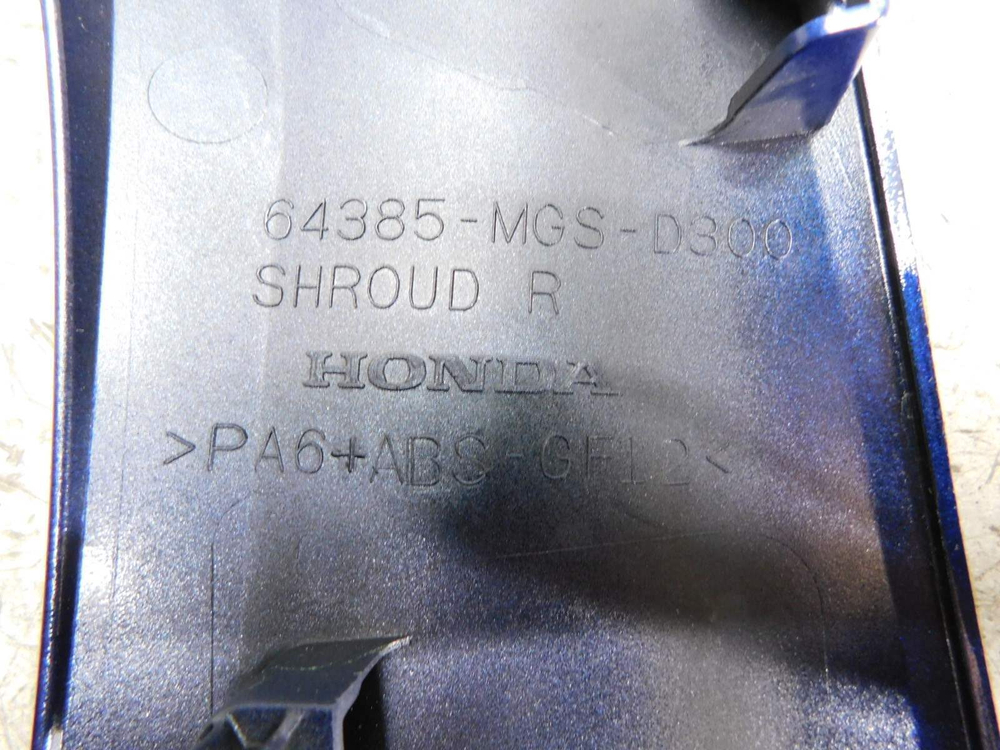 64385-MGS-D300
SHROUD R
HONDA
>PA6+ABS-GF12<